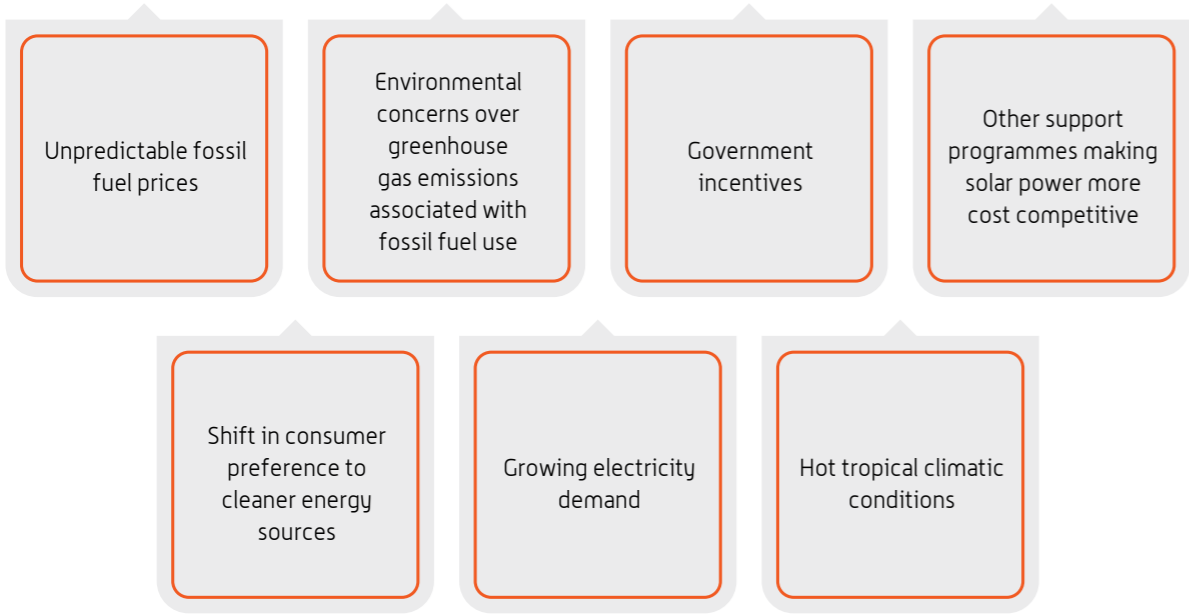 Unpredictable fossil
fuel prices
Environmental
concerns over
greenhouse
gas emissions
associated with
fossil fuel use
Government
incentives
Other support
programmes making
solar power more
cost competitive
Shift in consumer
preference to
cleaner energy
sources
Growing electricity
demand
Hot tropical climatic
conditions